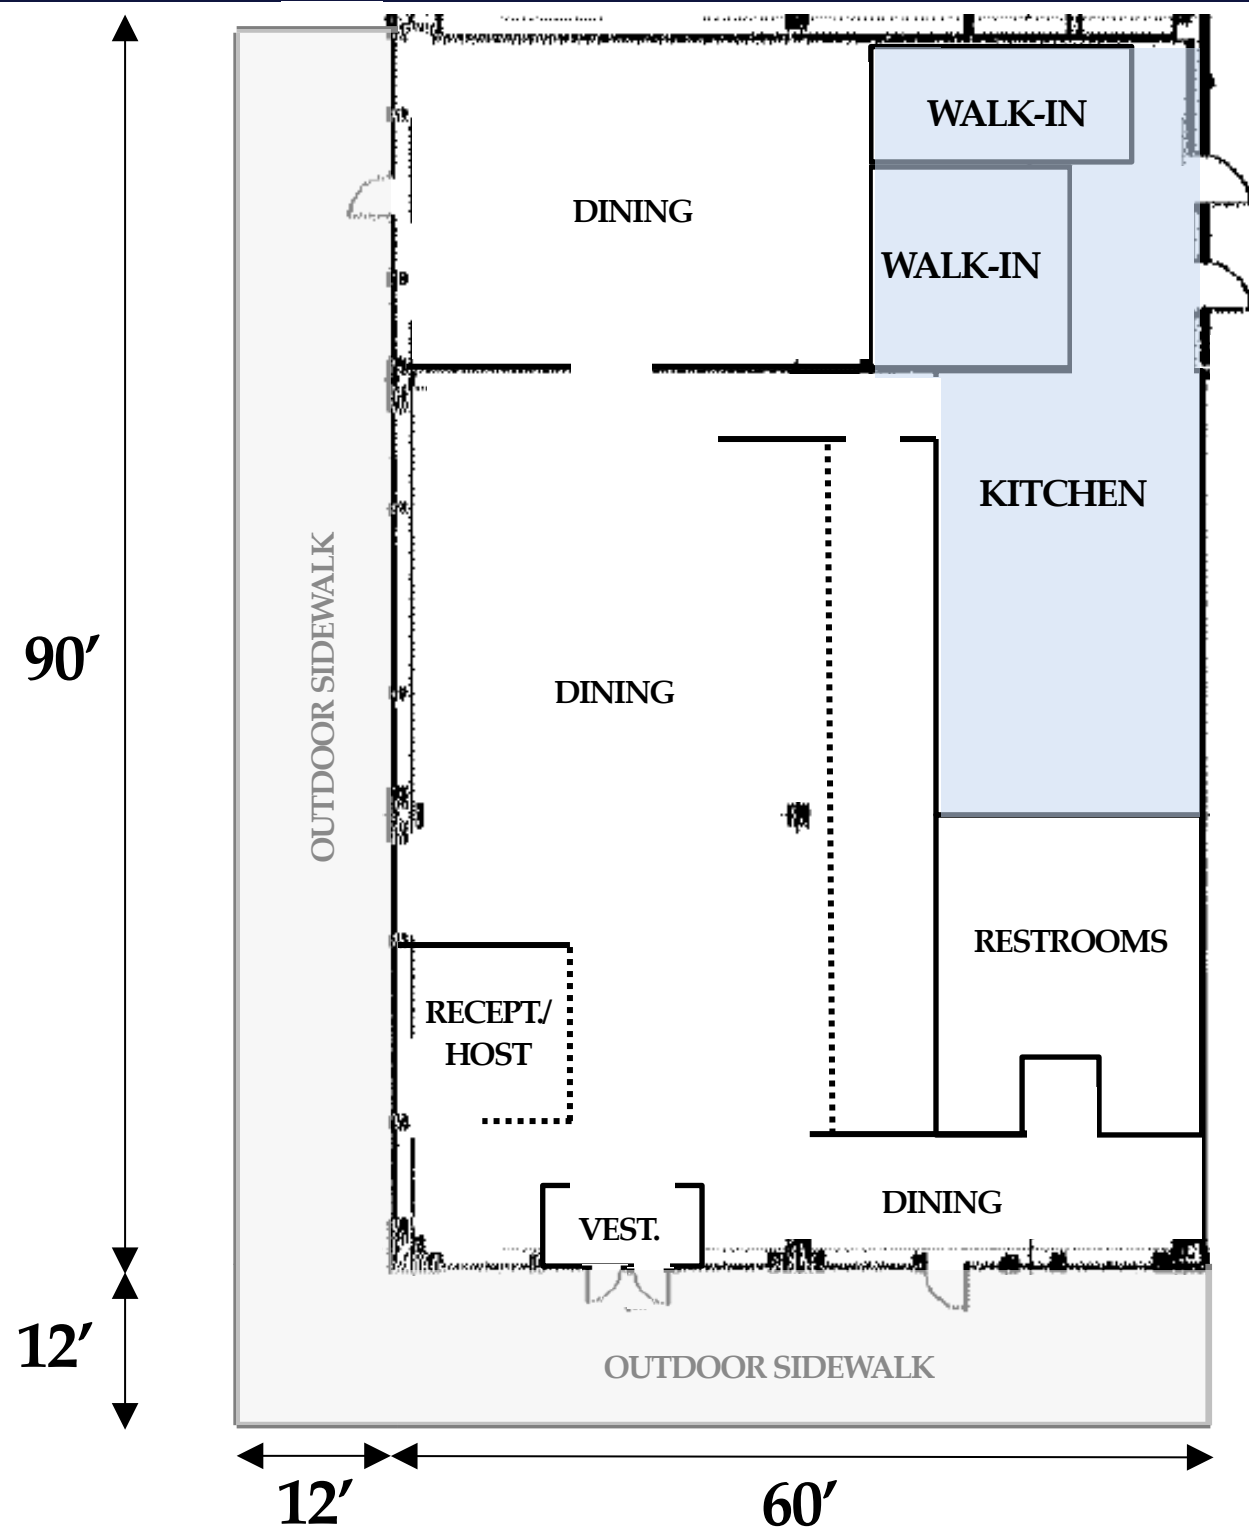 WALK-IN
DINING
WALK-IN
KITCHEN
OUTDOOR SIDEWALK
90′
DINING
RESTROOMS
RECEPT./
HOST
DINING
VEST.
12′
OUTDOOR SIDEWALK
12′
60′